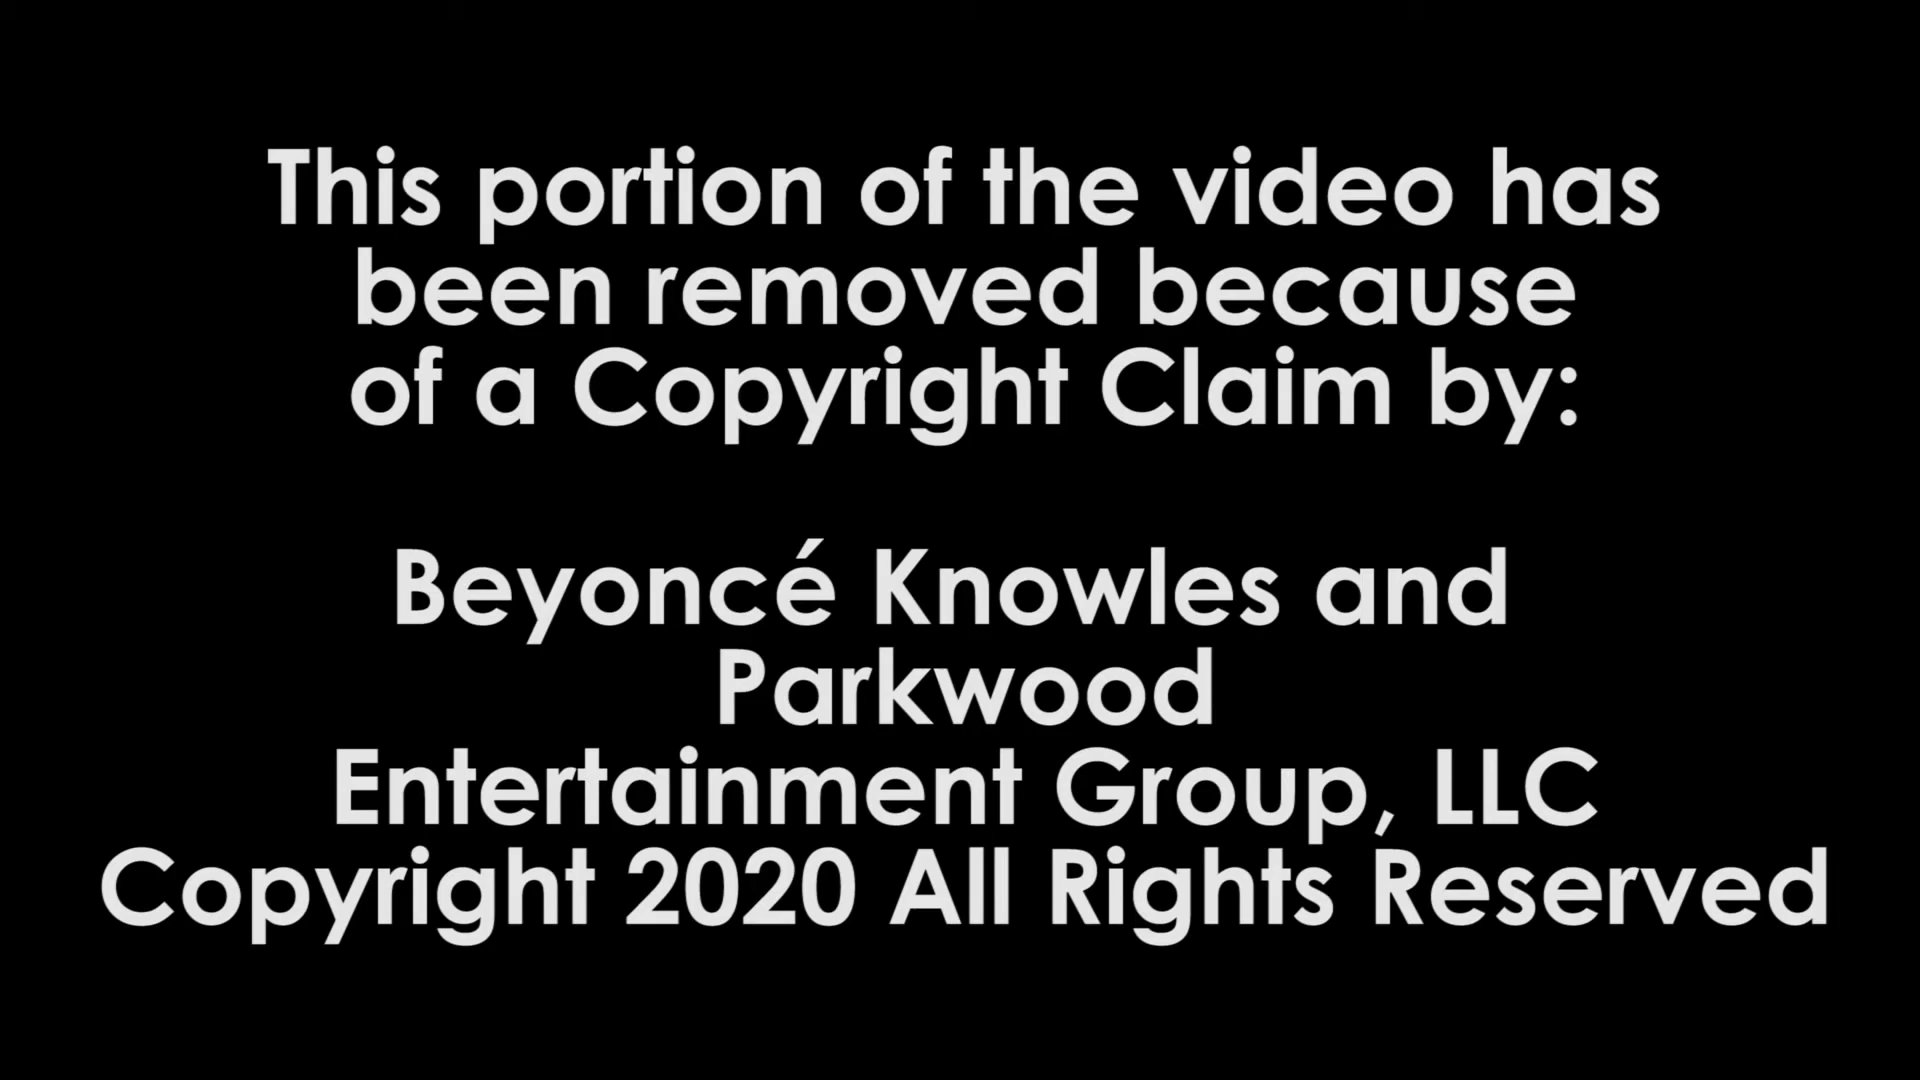 This portion of the video has
been removed because
of a Copyright Claim by:
Beyoncé Knowles and
Parkwood
Entertainment Group, LLC
Copyright 2020 All Rights Reserved